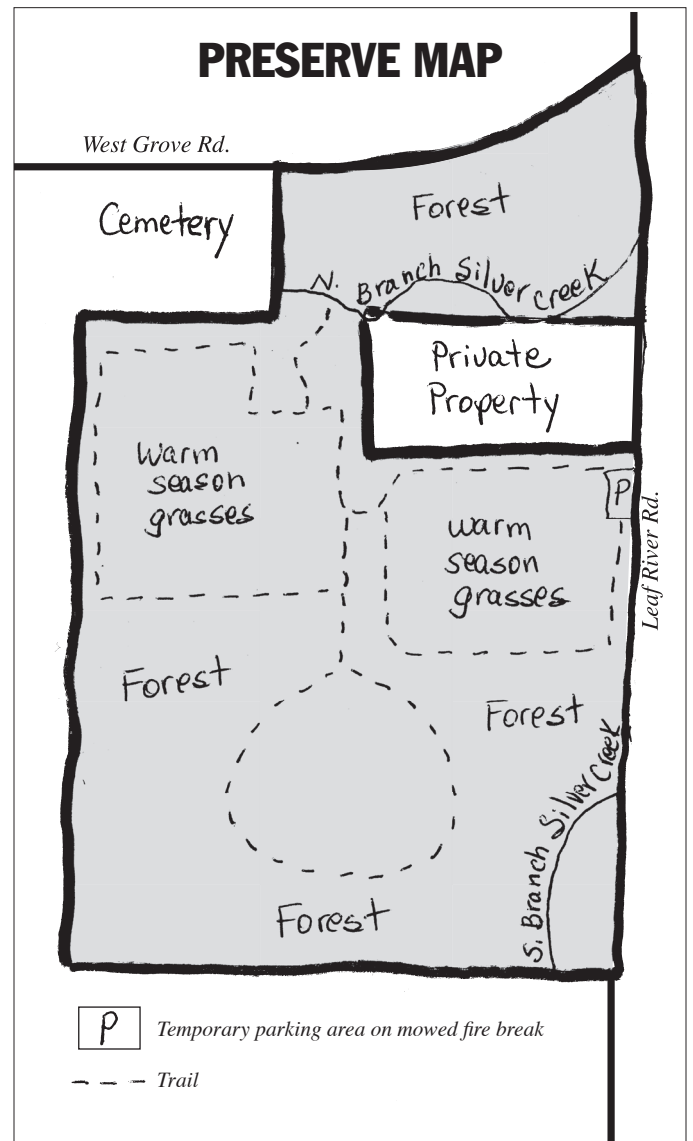 PRESERVE MAP
West Grove Rd.
Cemetery
Forest
N. Branch Silver Creek
Private
Property
Warm
season
grasses
P
Leaf River Rd.
warm
season
grasses
Forest
Forest
S. Branch Silver Creek
Forest
P Temporary parking area on mowed fire break
Trail